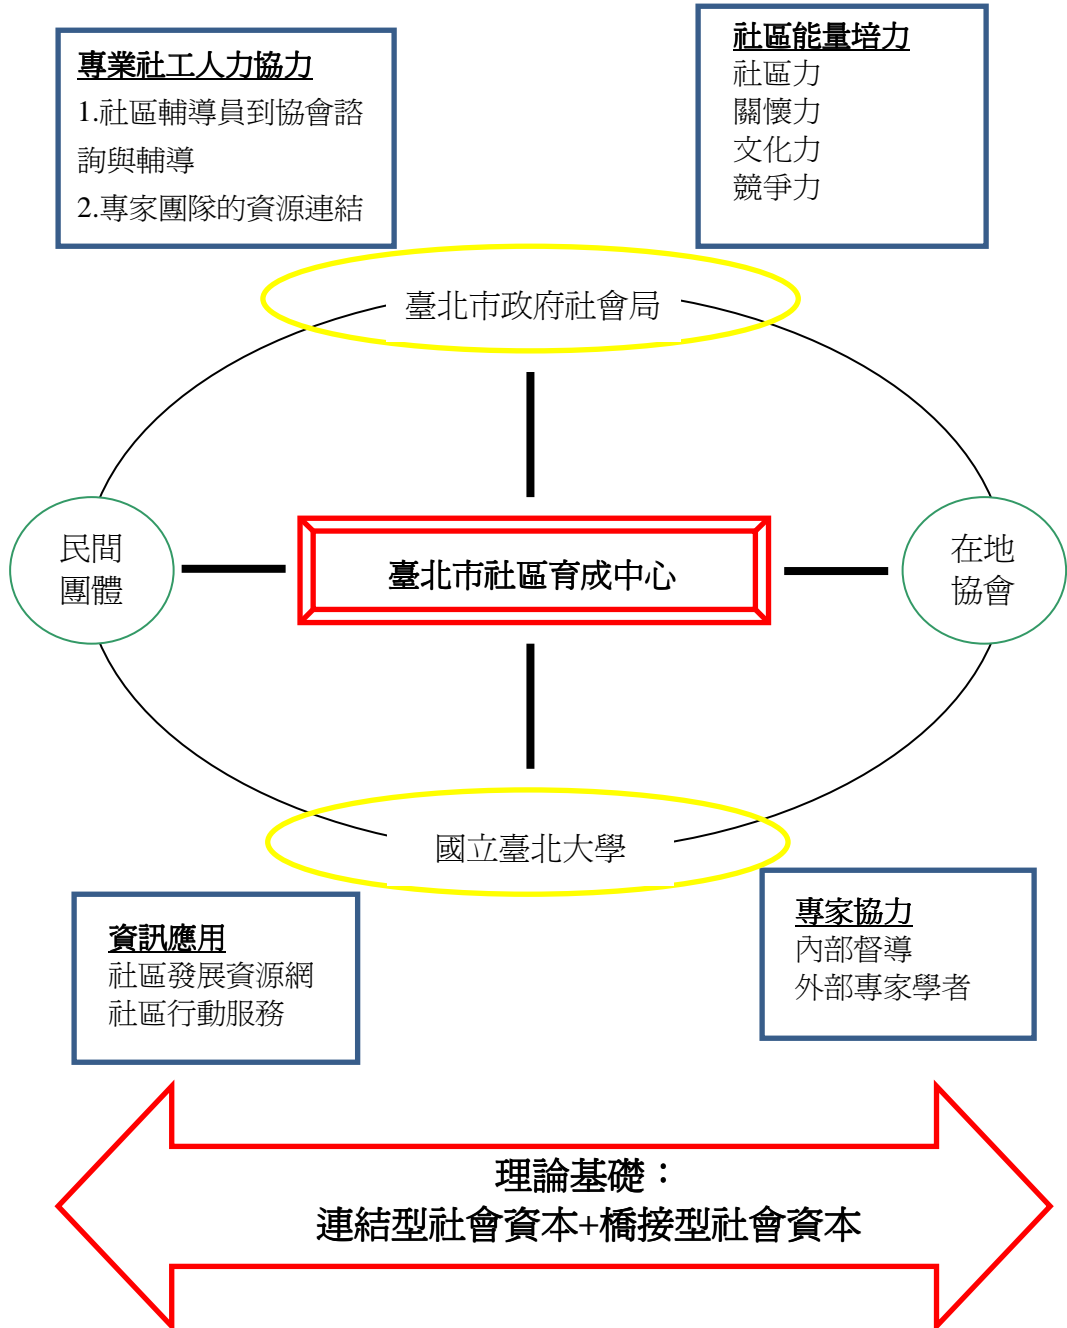 專業社工人力協力
1.社區輔導員到協會諮
詢與輔導
2.專家團隊的資源連結
社區能量培力
社區力
關懷力
文化力
競爭力
臺北市政府社會局
民間
團體
臺北市社區育成中心
在地
協會
國立臺北大學
資訊應用
社區發展資源網
社區行動服務
專家協力
內部督導
外部專家學者
理論基礎：
連結型社會資本+橋接型社會資本